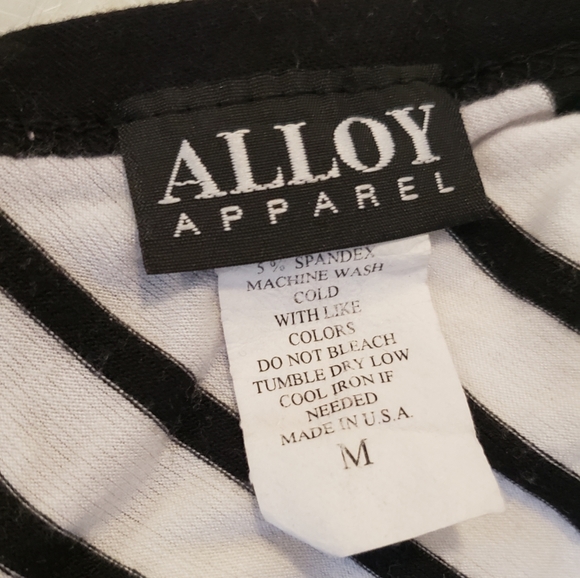 ALLOY
APPAREL
5% SPANDEX
MACHINE WASH
COLD
WITH LIKE
COLORS
DO NOT BLEACH
TUMBLE DRY LOW
COOL IRON IF
NEEDED
MADE IN U.S.A.
M